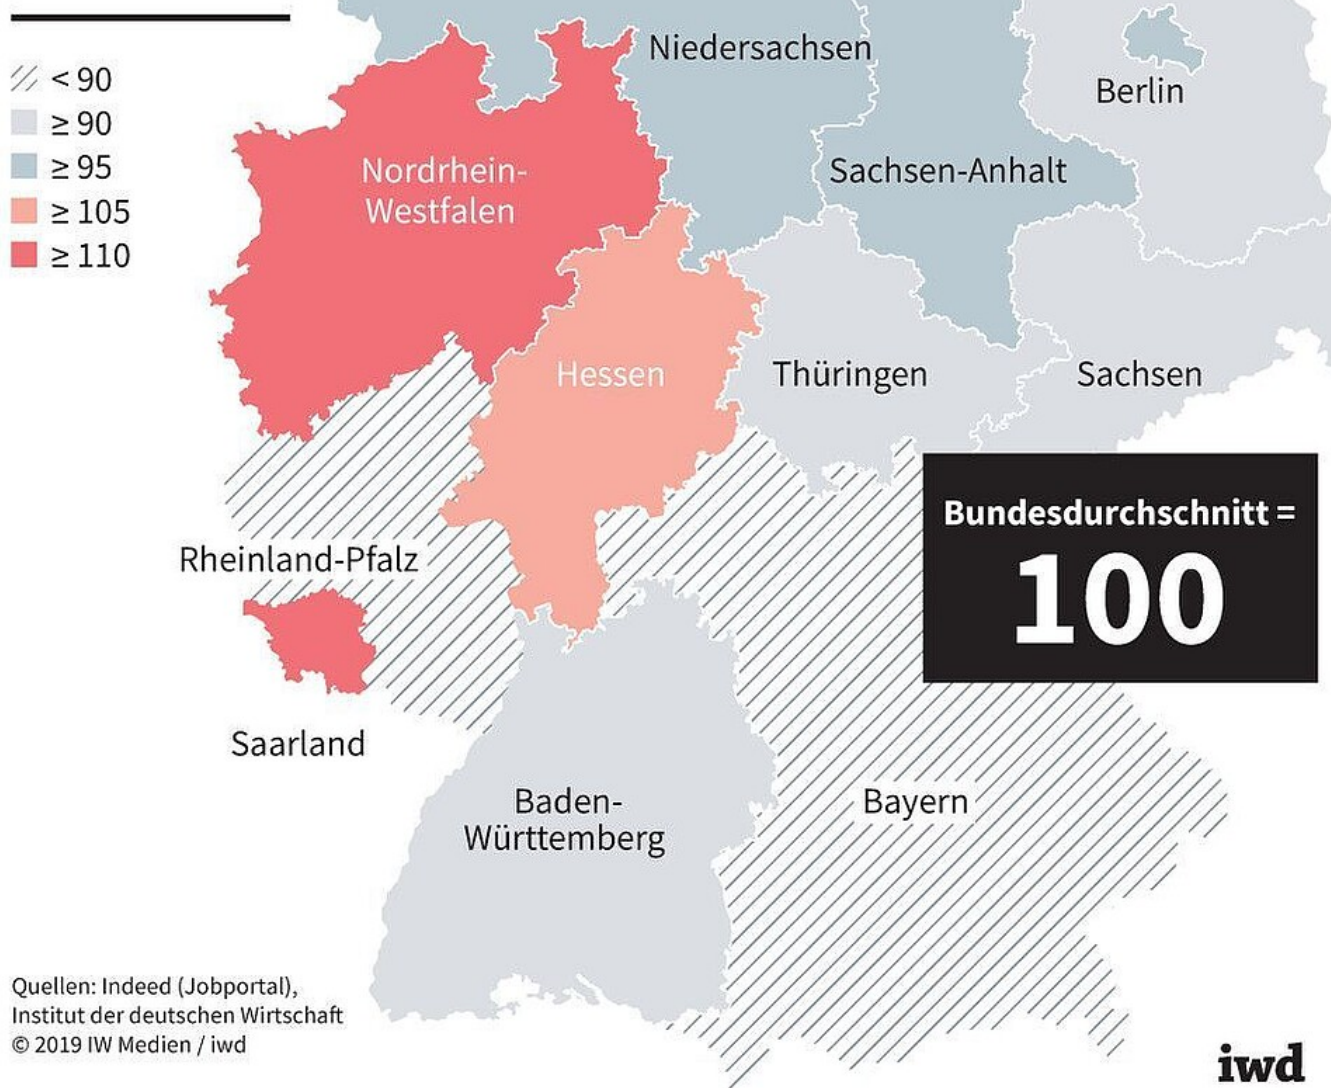 < 90
≥ 90
≥ 95
≥ 105
≥ 110
Niedersachsen
Berlin
Nordrhein-
Westfalen
Sachsen-Anhalt
Hessen
Thüringen
Sachsen
Bundesdurchschnitt =
100
Rheinland-Pfalz
Saarland
Baden-
Württemberg
Bayern
Quellen: Indeed (Jobportal),
Institut der deutschen Wirtschaft
© 2019 IW Medien / iwd
iwd